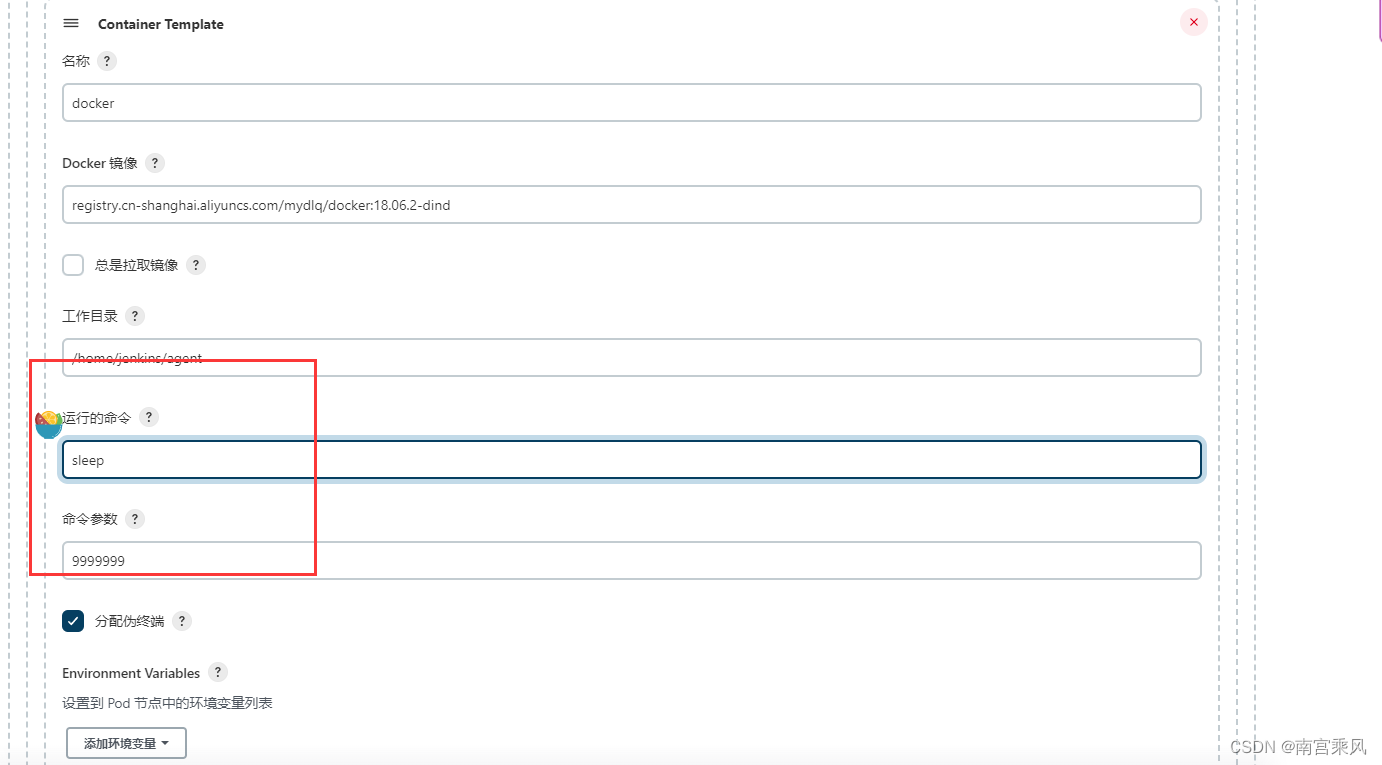 Container Template
名称 ?
docker
Docker 镜像 ?
registry.cn-shanghai.aliyuncs.com/mydlq/docker:18.06.2-dind
总是拉取镜像 ?
工作目录 ?
/home/jenkins/agent
运行的命令 ?
sleep
命令参数 ?
9999999
分配伪终端 ?
Environment Variables ?
设置到 Pod 节点中的环境变量列表
添加环境变量
CSDN @南宫乘风